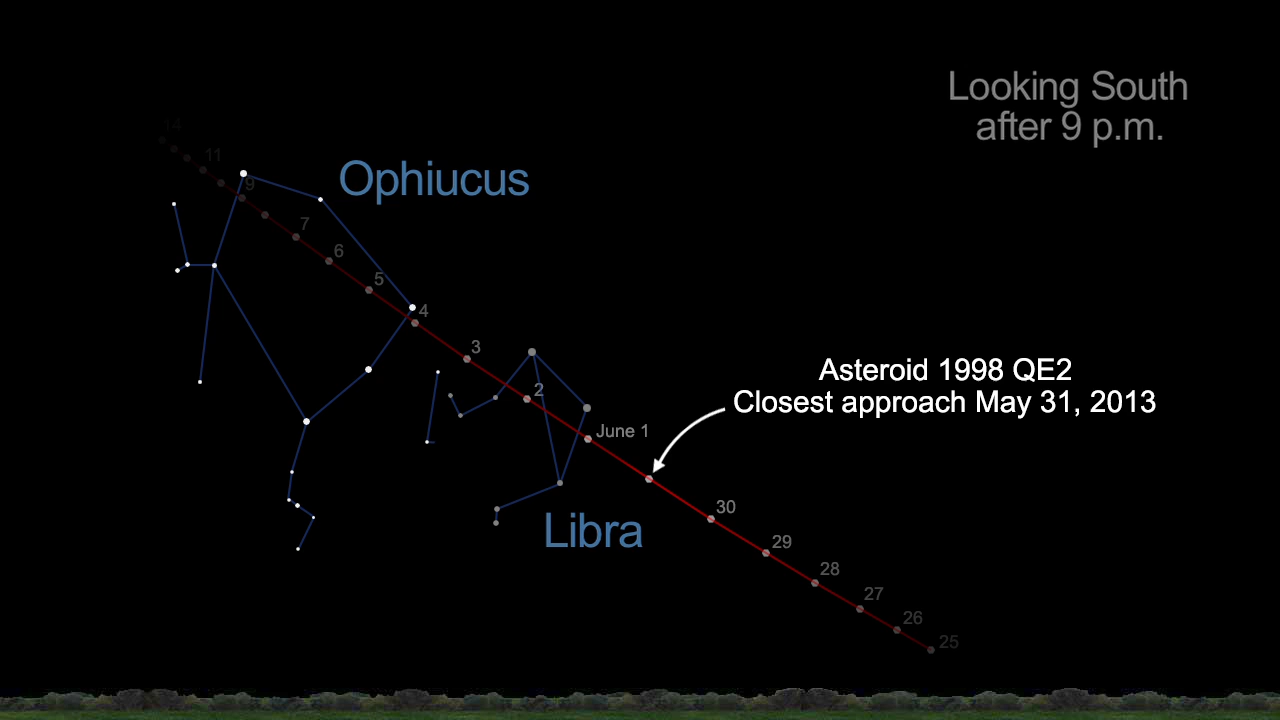 Looking South
after 9 p.m.
14
11
9
Ophiucus
7
6
5
4
3
2
June 1
Asteroid 1998 QE2
Closest approach May 31, 2013
Libra
30
29
28
27
26
25